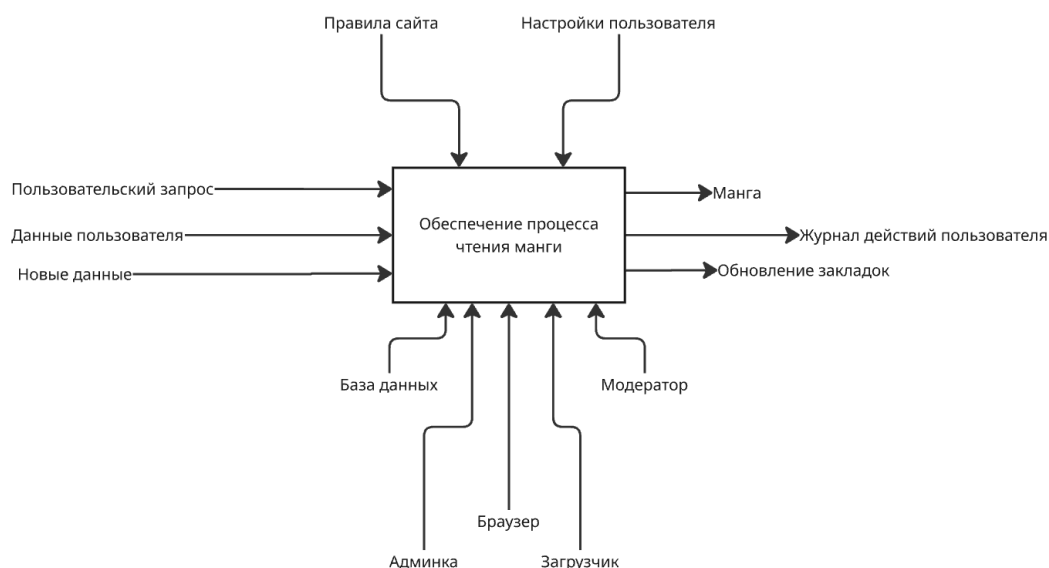 Правила сайта
Настройки пользователя
Пользовательский запрос
Данные пользователя
Новые данные
Обеспечение процесса
чтения манги
Манга
Журнал действий пользователя
Обновление закладок
База данных
Модератор
Браузер
Админка
Загрузчик